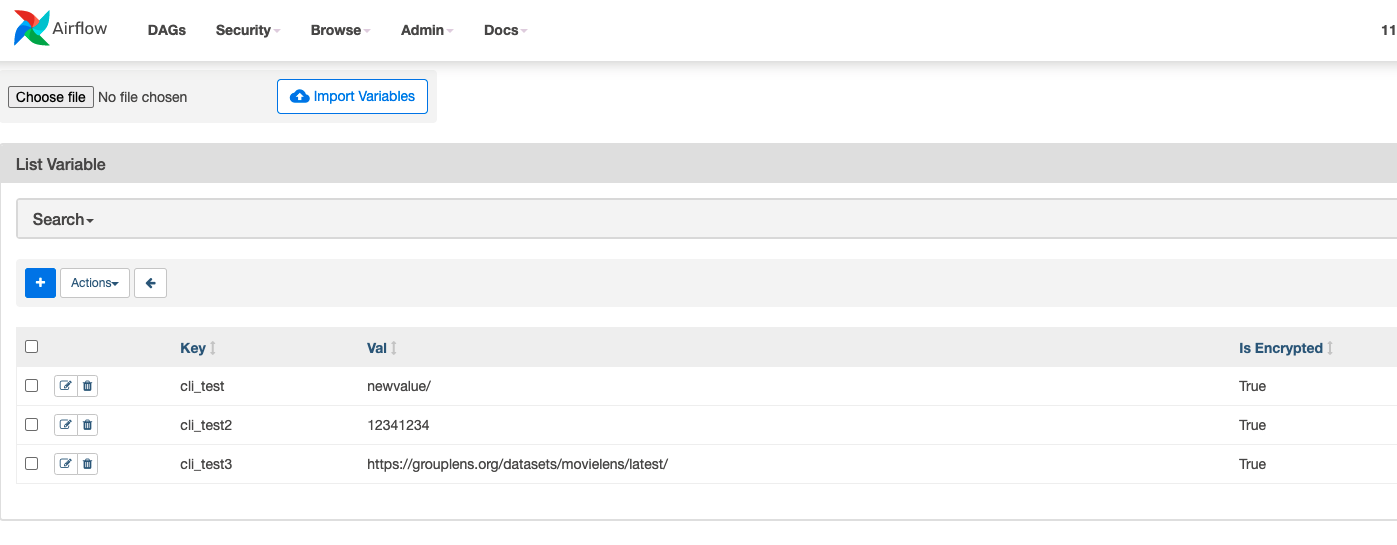 Airflow DAGs Security Browse Admin Docs 11
Choose file No file chosen Import Variables
List Variable
Search
+ Actions
Key Val Is Encrypted
cli_test newvalue/ True
cli_test2 12341234 True
cli_test3 https://grouplens.org/datasets/movielens/latest/ True